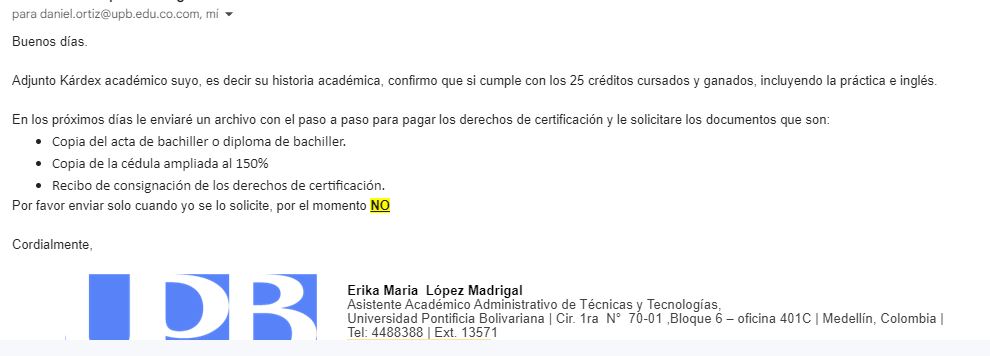 para daniel.ortiz@upb.edu.co.com, mí
Buenos días.
Adjunto Kárdex académico suyo, es decir su historia académica, confirmo que si cumple con los 25 créditos cursados y ganados, incluyendo la práctica e inglés.
En los próximos días le enviaré un archivo con el paso a paso para pagar los derechos de certificación y le solicitare los documentos que son:
• Copia del acta de bachiller o diploma de bachiller.
• Copia de la cédula ampliada al 150%
• Recibo de consignación de los derechos de certificación.
Por favor enviar solo cuando yo se lo solicite, por el momento NO
Cordialmente,
UPB
Erika Maria López Madrigal
Asistente Académico Administrativo de Técnicas y Tecnologías,
Universidad Pontificia Bolivariana | Cir. 1ra N° 70-01 ,Bloque 6 – oficina 401C | Medellín, Colombia |
Tel: 4488388 | Ext. 13571